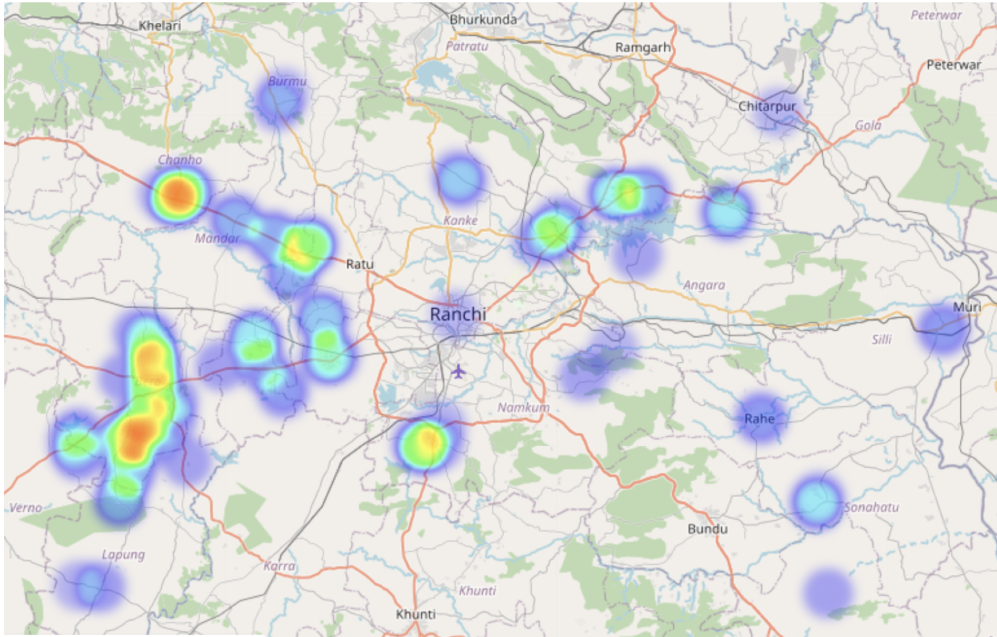 Khelari
Bhurkunda
Peterwar
Patratu
Ramgarh
Peterwar
Burmu
Chitarpur
Gola
Chanho
Kanke
Mandar
Ratu
Angara
Ranchi
Muri
Silli
Namkum
Rahe
Verno
Sonahatu
Bundu
Lapung
Karra
Khunti
Khunti